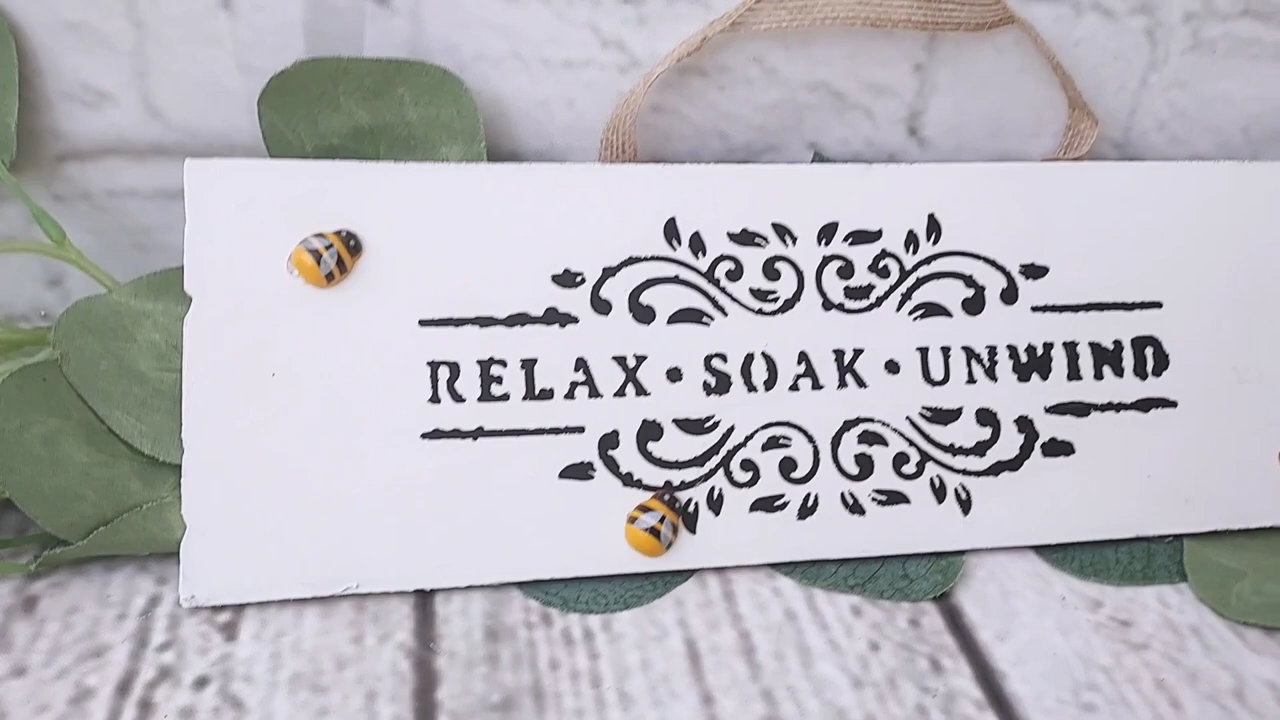 RELAX • SOAK • UNWIND